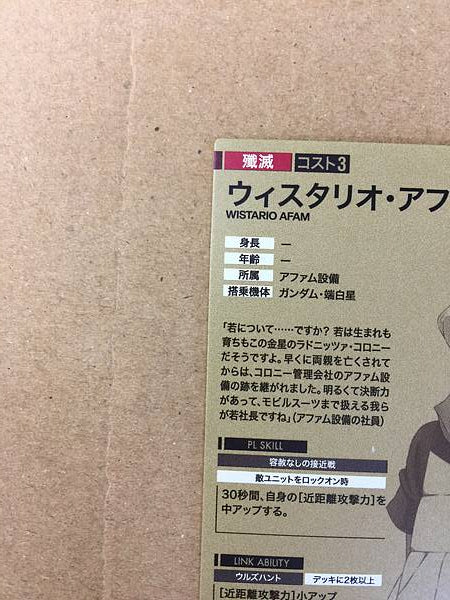 殲滅 コスト3
ウィスタリオ・アフ
WISTARIO AFAM
身長 ー
年齢 ー
所属 アファム設備
搭乗機体 ガンダム・端白星
「若について……ですか? 若は生まれも
育ちもこの金星のラドニッツァ・コロニー
だそうですよ。早くに両親を亡くされて
からは、コロニー管理会社のアファム設
備の跡を継がれました。明るくて決断力
があって、モビルスーツまで扱える我ら
が若社長ですね」(アファム設備の社員)
PL SKILL
容赦なしの接近戦
敵ユニットをロックオン時
30秒間、自身の[近距離攻撃力]を
中アップする。
LINK ABILITY
ウルズハント デッキに2枚以上
[近距離攻撃力]小アップ